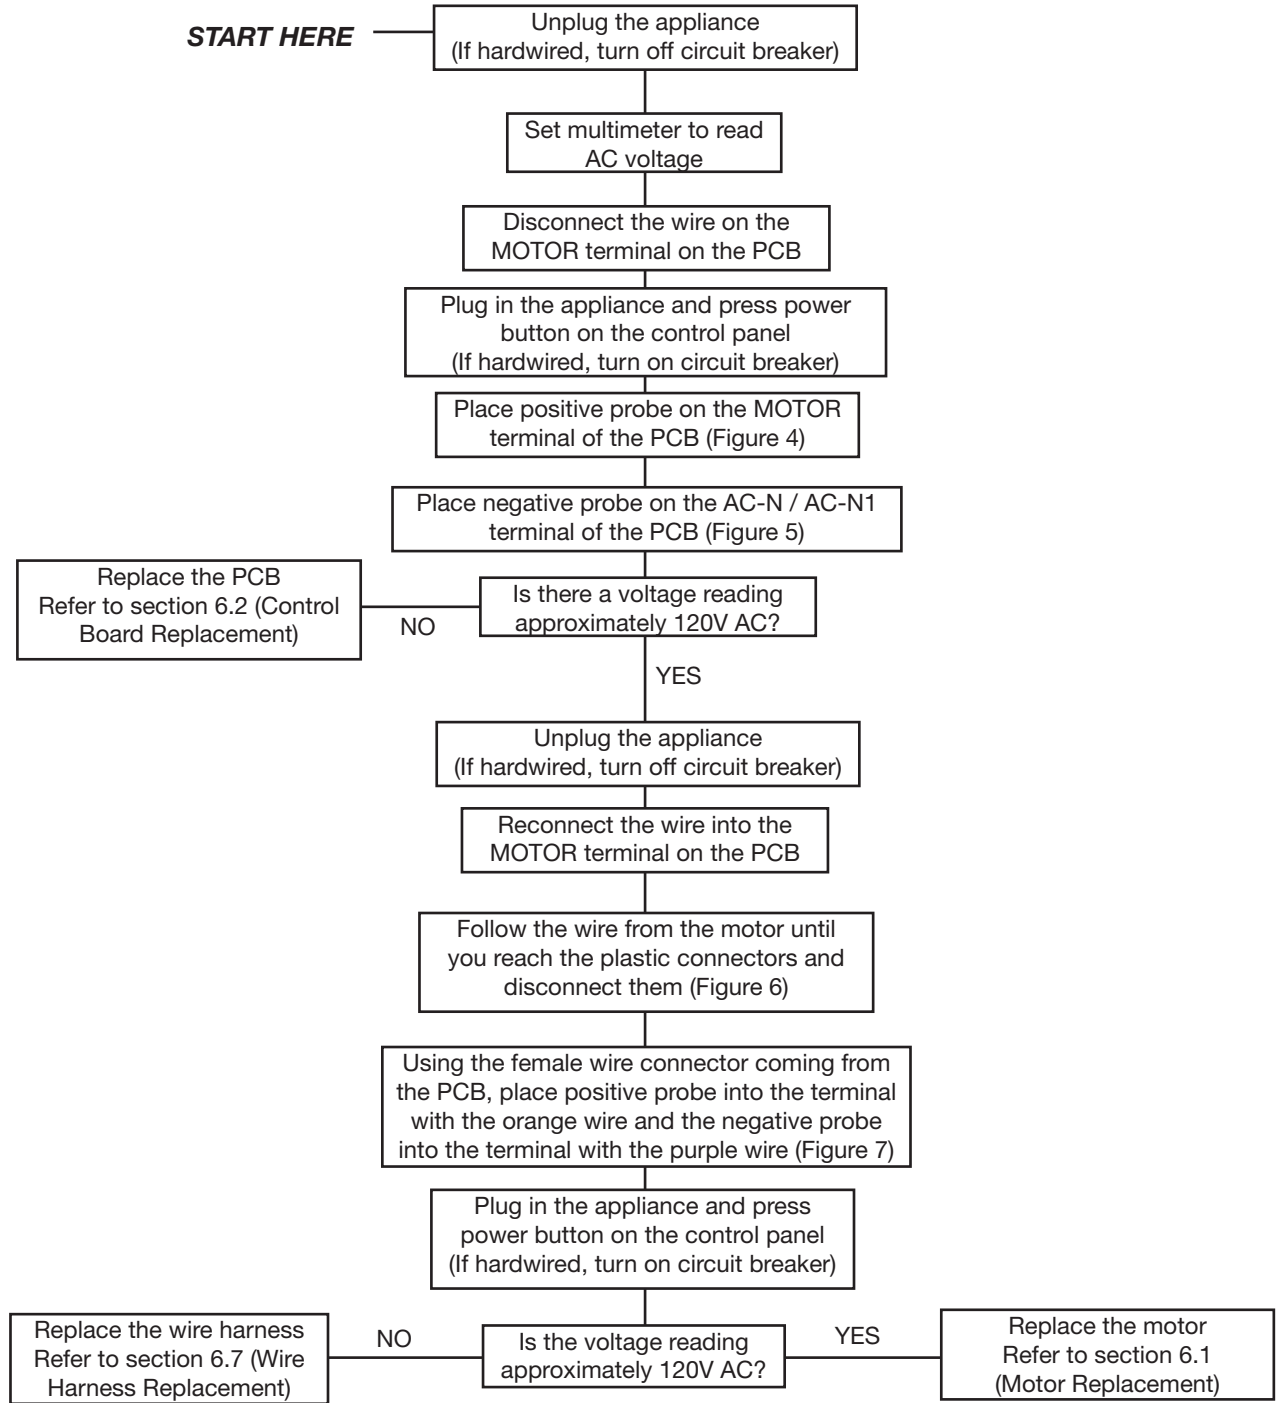 START HERE
Unplug the appliance
(If hardwired, turn off circuit breaker)
Set multimeter to read
AC voltage
Disconnect the wire on the
MOTOR terminal on the PCB
Plug in the appliance and press power
button on the control panel
(If hardwired, turn on circuit breaker)
Place positive probe on the MOTOR
terminal of the PCB (Figure 4)
Place negative probe on the AC-N / AC-N1
terminal of the PCB (Figure 5)
Is there a voltage reading
approximately 120V AC?
NO
Replace the PCB
Refer to section 6.2 (Control
Board Replacement)
YES
Unplug the appliance
(If hardwired, turn off circuit breaker)
Reconnect the wire into the
MOTOR terminal on the PCB
Follow the wire from the motor until
you reach the plastic connectors and
disconnect them (Figure 6)
Using the female wire connector coming from
the PCB, place positive probe into the terminal
with the orange wire and the negative probe
into the terminal with the purple wire (Figure 7)
Plug in the appliance and press
power button on the control panel
(If hardwired, turn on circuit breaker)
Is the voltage reading
approximately 120V AC?
NO
Replace the wire harness
Refer to section 6.7 (Wire
Harness Replacement)
YES
Replace the motor
Refer to section 6.1
(Motor Replacement)